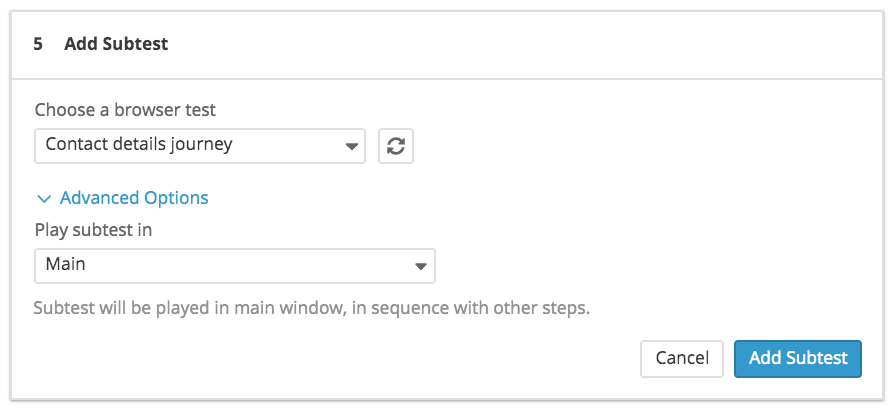 5 Add Subtest
Choose a browser test
Contact details journey
Advanced Options
Play subtest in
Main
Subtest will be played in main window, in sequence with other steps.
Cancel Add Subtest